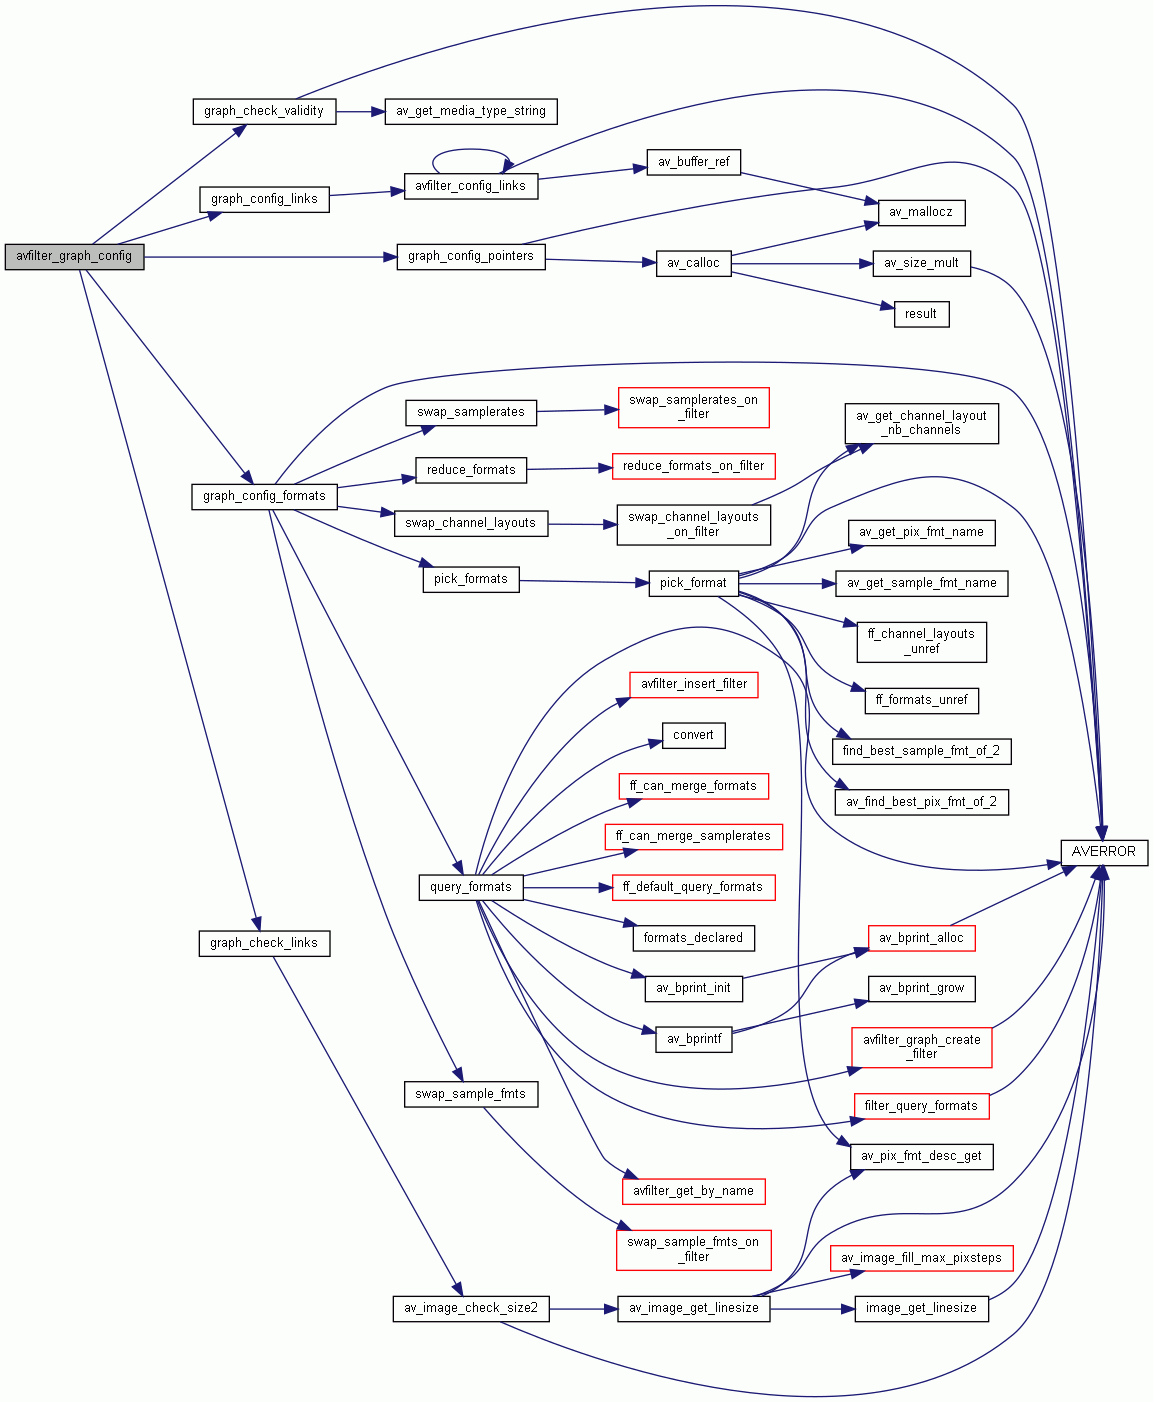 graph_check_validity
av_get_media_type_string
av_buffer_ref
avfilter_config_links
graph_config_links
av_mallocz
avfilter_graph_config
graph_config_pointers
av_calloc
av_size_mult
result
swap_samplerates
swap_samplerates_on
_filter
av_get_channel_layout
_nb_channels
reduce_formats
reduce_formats_on_filter
graph_config_formats
swap_channel_layouts
swap_channel_layouts
_on_filter
av_get_pix_fmt_name
pick_formats
pick_format
av_get_sample_fmt_name
ff_channel_layouts
_unref
avfilter_insert_filter
ff_formats_unref
convert
find_best_sample_fmt_of_2
ff_can_merge_formats
av_find_best_pix_fmt_of_2
ff_can_merge_samplerates
AVERROR
query_formats
ff_default_query_formats
graph_check_links
formats_declared
av_bprint_alloc
av_bprint_init
av_bprint_grow
av_bprintf
avfilter_graph_create
_filter
swap_sample_fmts
filter_query_formats
av_pix_fmt_desc_get
avfilter_get_by_name
swap_sample_fmts_on
_filter
av_image_fill_max_pixsteps
av_image_check_size2
av_image_get_linesize
image_get_linesize